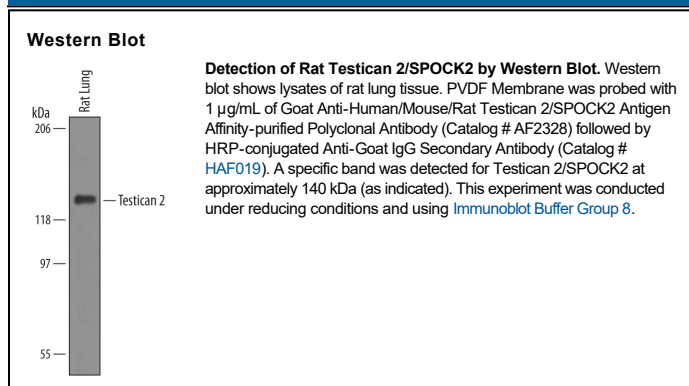 Western Blot
Rat Lung
kDa
206
Testican 2
118
97
55
Detection of Rat Testican 2/SPOCK2 by Western Blot. Western
blot shows lysates of rat lung tissue. PVDF Membrane was probed with
1 µg/mL of Goat Anti-Human/Mouse/Rat Testican 2/SPOCK2 Antigen
Affinity-purified Polyclonal Antibody (Catalog # AF2328) followed by
HRP-conjugated Anti-Goat IgG Secondary Antibody (Catalog #
HAF019). A specific band was detected for Testican 2/SPOCK2 at
approximately 140 kDa (as indicated). This experiment was conducted
under reducing conditions and using Immunoblot Buffer Group 8.